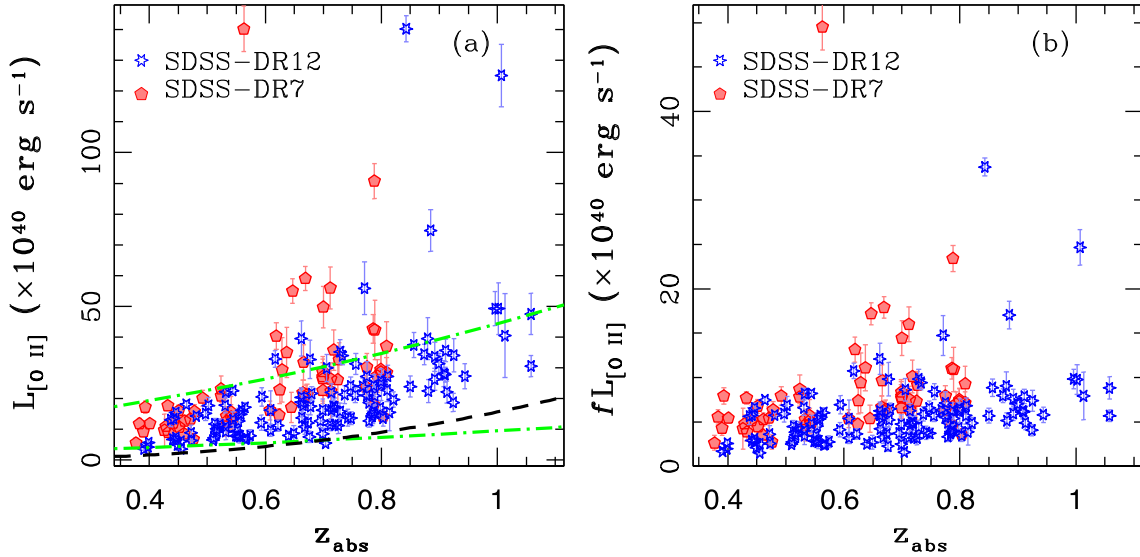 (a)
SDSS-DR12
SDSS-DR7
L[O II] (×10⁴⁰ erg s⁻¹)
100
50
0
0.4 0.6 0.8 1
zabs
(b)
SDSS-DR12
SDSS-DR7
fL[O II] (×10⁴⁰ erg s⁻¹)
40
20
0
0.4 0.6 0.8 1
zabs